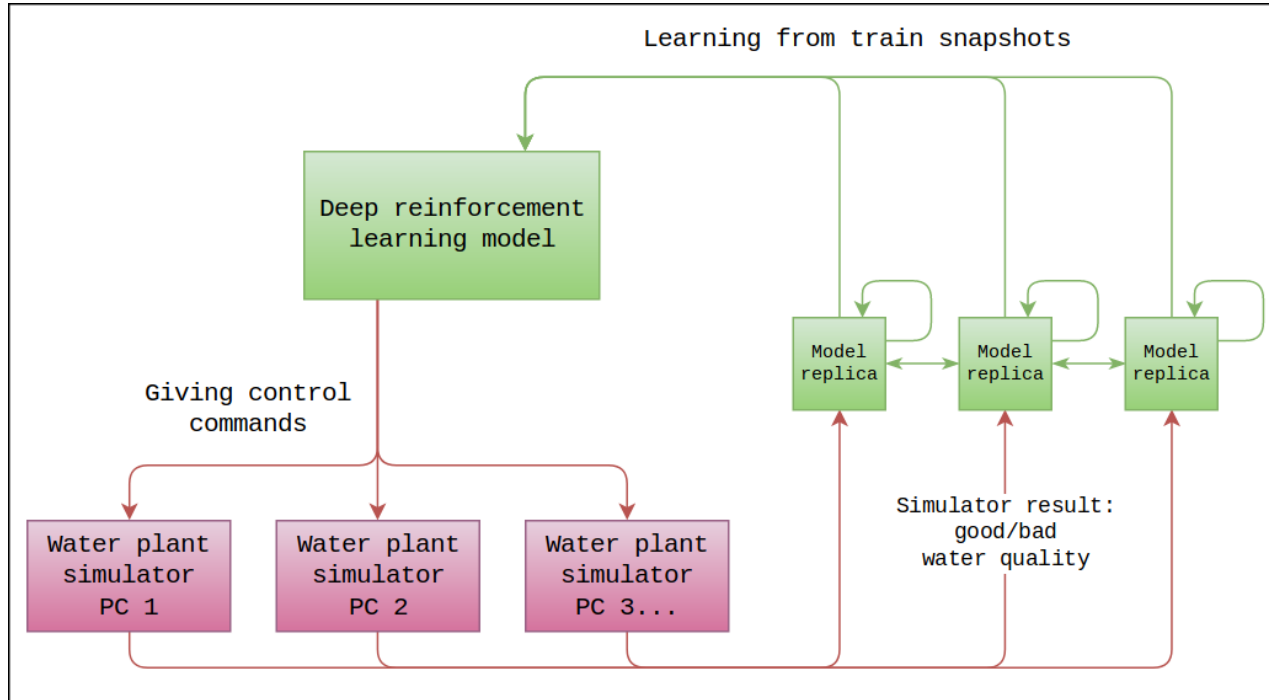 Learning from train snapshots
Deep reinforcement
learning model
Model
replica
Model
replica
Model
replica
Giving control
commands
Simulator result:
good/bad
water quality
Water plant
simulator
PC 1
Water plant
simulator
PC 2
Water plant
simulator
PC 3...